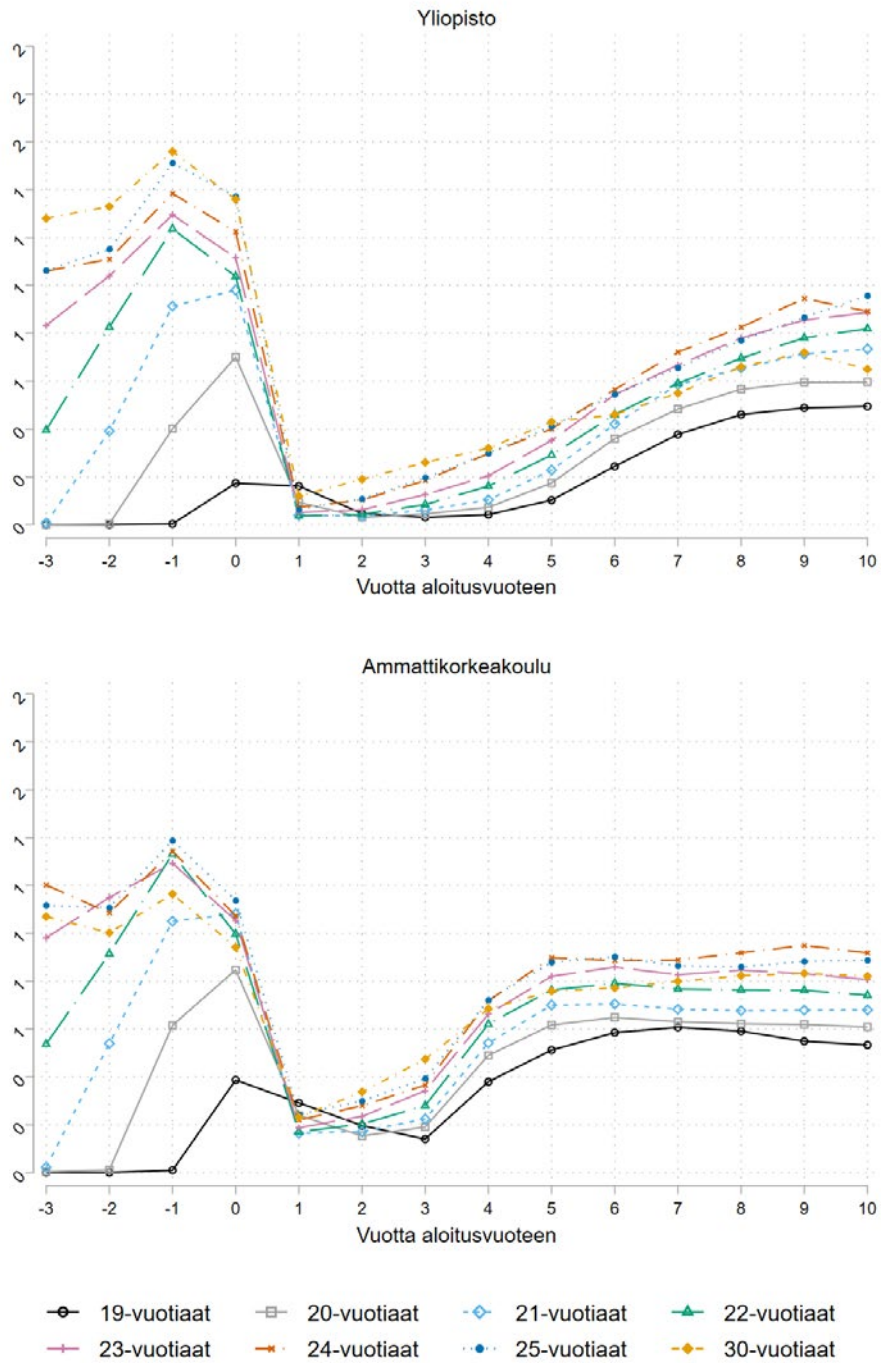 Yliopisto
2
2
2
1
1
1
1
1
0
0
0
-3 -2 -1 0 1 2 3 4 5 6 7 8 9 10
Vuotta aloitusvuoteen
Ammattikorkeakoulu
2
2
2
1
1
1
1
1
0
0
0
-3 -2 -1 0 1 2 3 4 5 6 7 8 9 10
Vuotta aloitusvuoteen
19-vuotiaat 20-vuotiaat 21-vuotiaat 22-vuotiaat
23-vuotiaat 24-vuotiaat 25-vuotiaat 30-vuotiaat